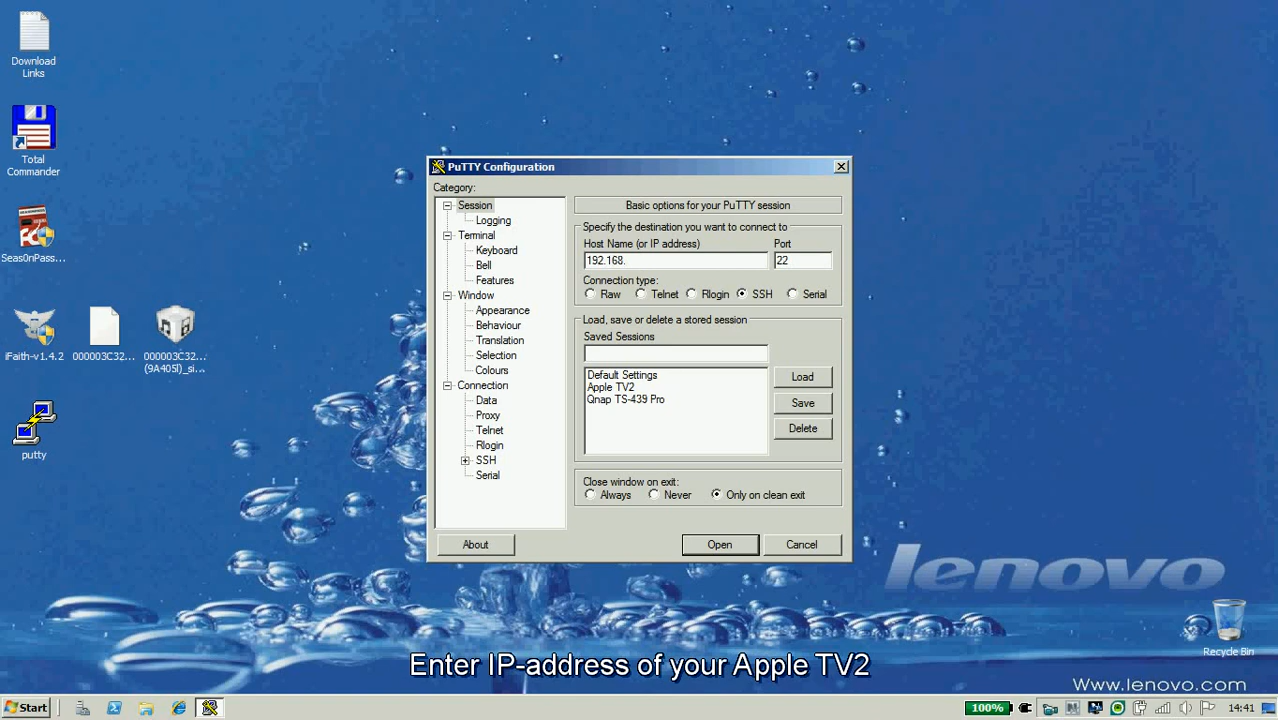 Download
Links
Total
Commander
Seas0nPass...
iFaith-v1.4.2
000003C32...
000003C32...
(9A405l)_si...
putty
PuTTY Configuration
Category:
Session
Logging
Terminal
Keyboard
Bell
Features
Window
Appearance
Behaviour
Translation
Selection
Colours
Connection
Data
Proxy
Telnet
Rlogin
SSH
Serial
Basic options for your PuTTY session
Specify the destination you want to connect to
Host Name (or IP address) Port
192.168. 22
Connection type:
Raw Telnet Rlogin SSH Serial
Load, save or delete a stored session
Saved Sessions
Default Settings
Apple TV2
Qnap TS-439 Pro
Load
Save
Delete
Close window on exit:
Always Never Only on clean exit
About Open Cancel
lenovo
Recycle Bin
Enter IP-address of your Apple TV2
Www.lenovo.com
Start 100% 14:41